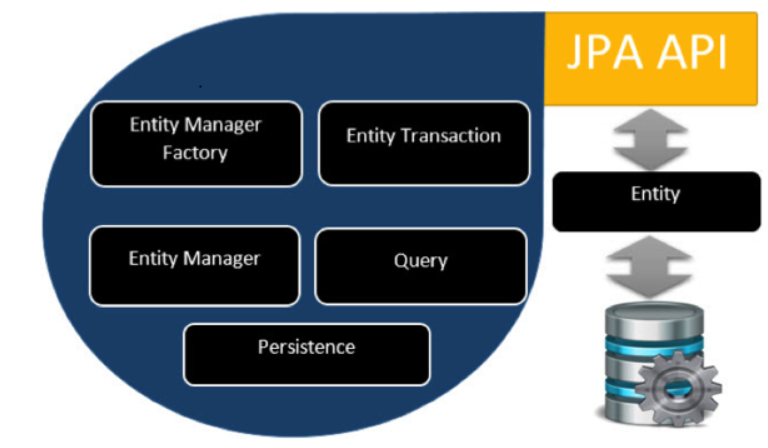 JPA API
Entity Manager
Factory
Entity Transaction
Entity
Entity Manager
Query
Persistence